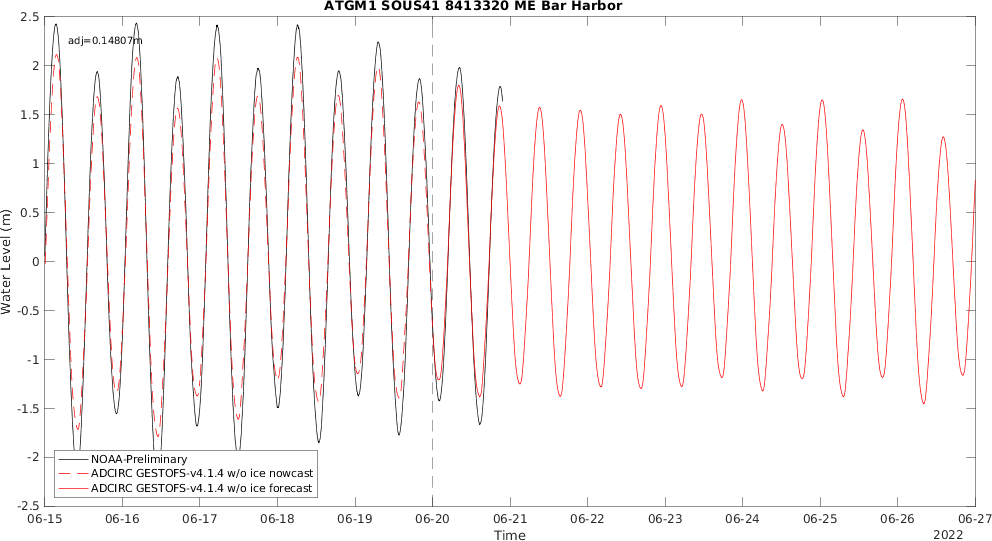 ATGM1 SOUS41 8413320 ME Bar Harbor
adj=0.14807m
2.5
2
1.5
1
0.5
0
-0.5
-1
-1.5
-2
-2.5
Water Level (m)
NOAA-Preliminary
ADCIRC GESTOFS-v4.1.4 w/o ice nowcast
ADCIRC GESTOFS-v4.1.4 w/o ice forecast
06-15 06-16 06-17 06-18 06-19 06-20 06-21 06-22 06-23 06-24 06-25 06-26 06-27
Time
2022